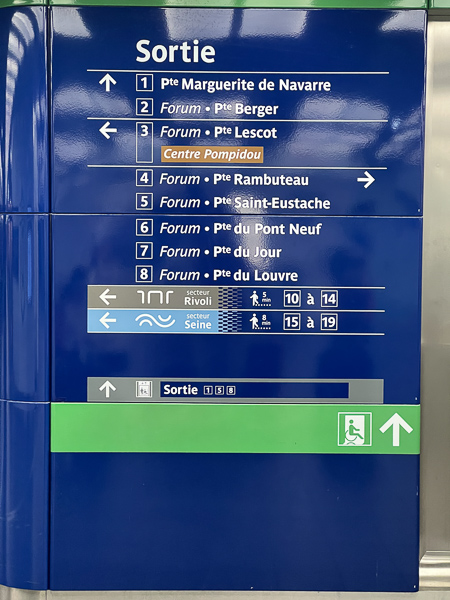 Sortie
1 Pte Marguerite de Navarre
2 Forum • Pte Berger
3 Forum • Pte Lescot
Centre Pompidou
4 Forum • Pte Rambuteau
5 Forum • Pte Saint-Eustache
6 Forum • Pte du Pont Neuf
7 Forum • Pte du Jour
8 Forum • Pte du Louvre
secteur Rivoli 5 min 10 à 14
secteur Seine 8 min 15 à 19
Sortie 1 5 8